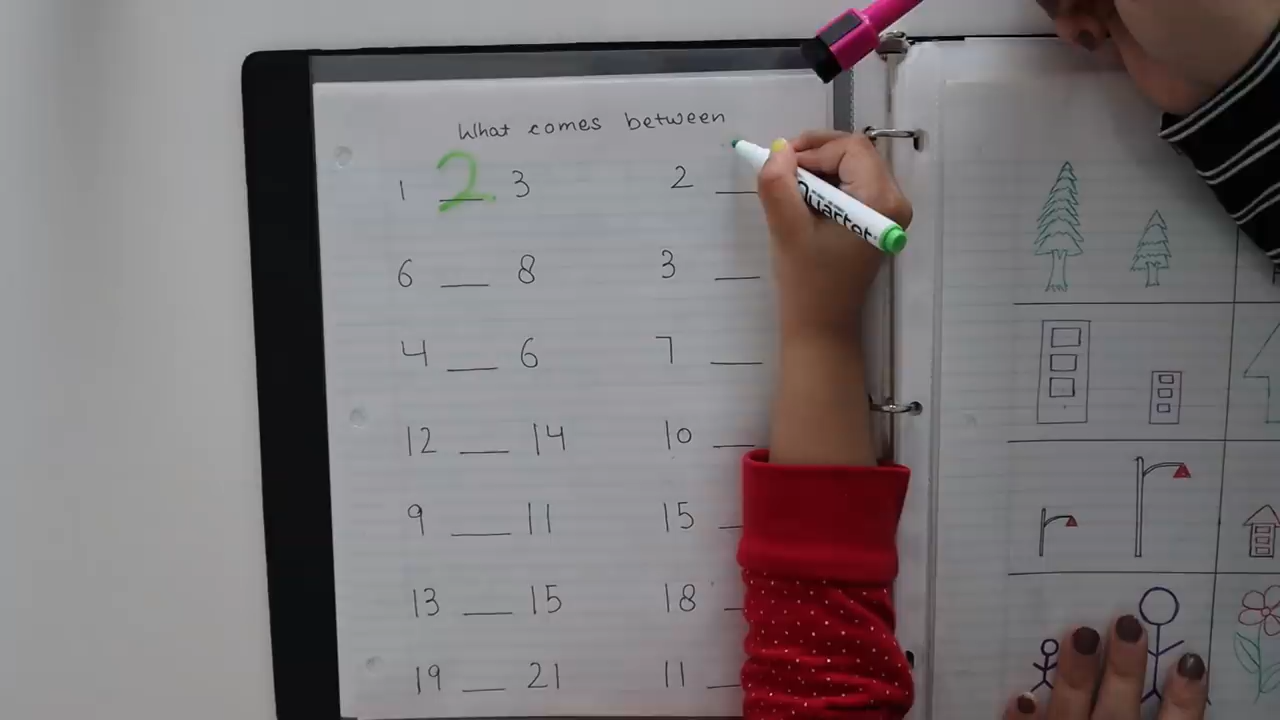 What comes between
1 2 3 2 __
6 __ 8 3 __
4 __ 6 7 __
12 __ 14 10 __
9 __ 11 15 __
13 __ 15 18 __
19 __ 21 11 __
Quartet